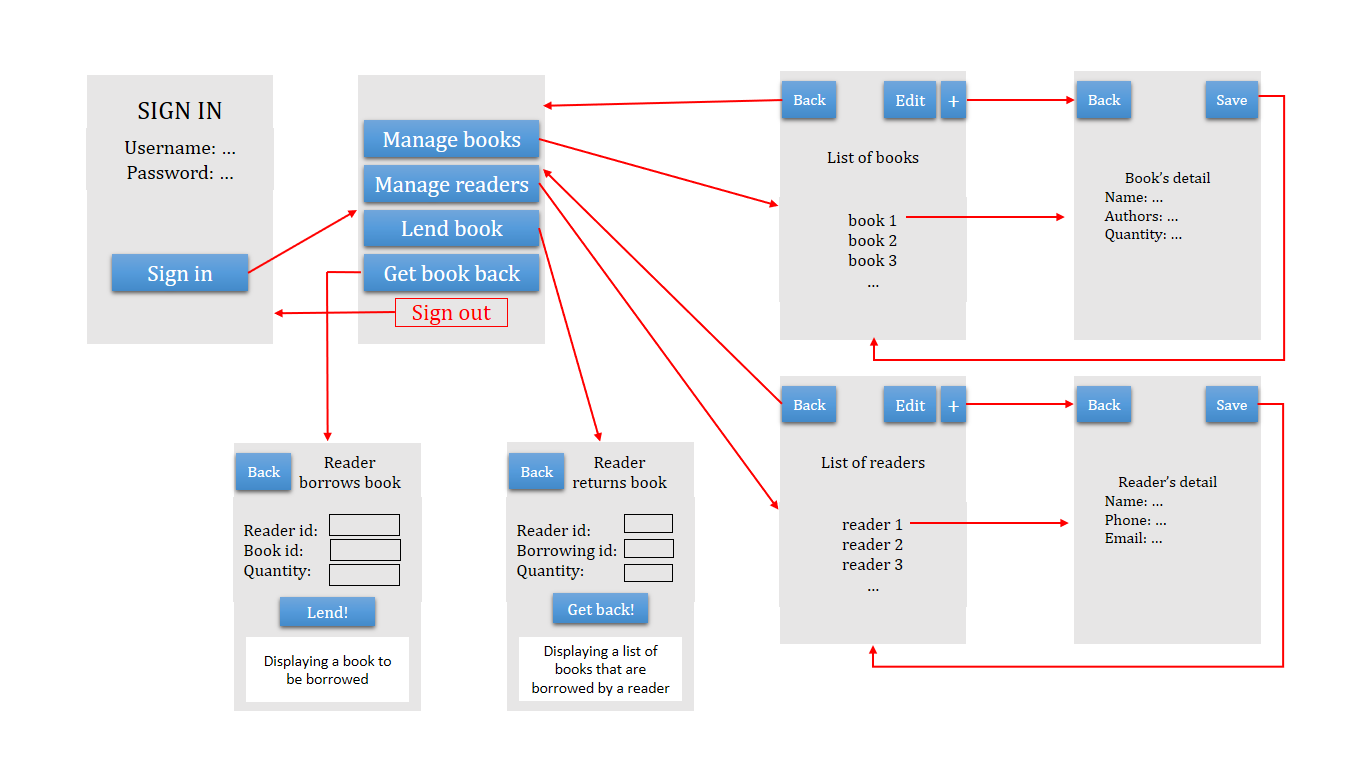 SIGN IN
Username: ...
Password: ...
Sign in
Manage books
Manage readers
Lend book
Get book back
Sign out
Back
Edit
+
List of books
book 1
book 2
book 3
...
Back
Save
Book's detail
Name: ...
Authors: ...
Quantity: ...
Back
Edit
+
List of readers
reader 1
reader 2
reader 3
...
Back
Save
Reader's detail
Name: ...
Phone: ...
Email: ...
Back
Reader
borrows book
Reader id:
Book id:
Quantity:
Lend!
Displaying a book to
be borrowed
Back
Reader
returns book
Reader id:
Borrowing id:
Quantity:
Get back!
Displaying a list of
books that are
borrowed by a reader